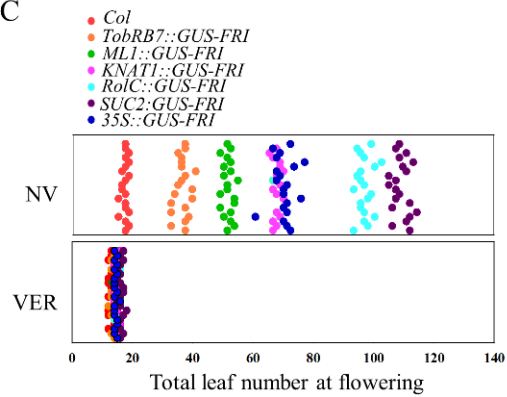 C
Col
TobRB7::GUS-FRI
ML1::GUS-FRI
KNAT1::GUS-FRI
RolC::GUS-FRI
SUC2:GUS-FRI
35S::GUS-FRI
NV
VER
0 20 40 60 80 100 120 140
Total leaf number at flowering